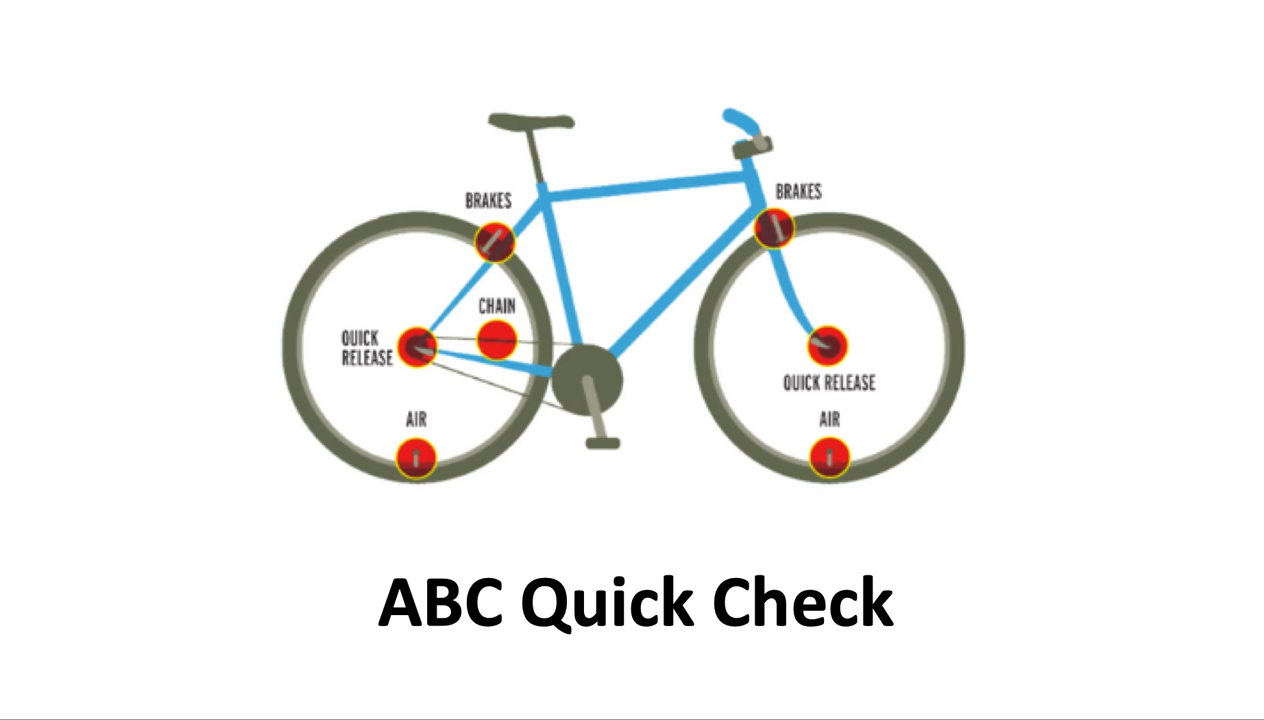 BRAKES
BRAKES
CHAIN
QUICK
RELEASE
QUICK RELEASE
AIR
AIR
ABC Quick Check